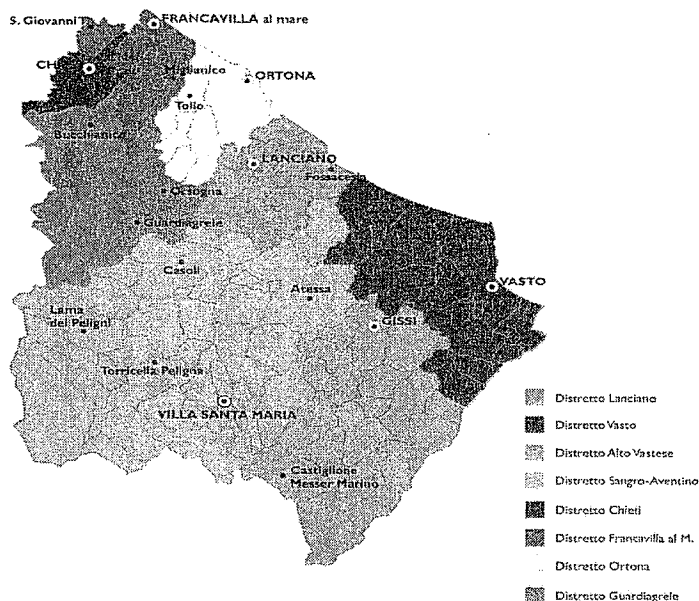 S. Giovanni T.
FRANCAVILLA al mare
CH
Miglianico
ORTONA
Tollo
Bucchianico
LANCIANO
Fossacesia
Orsogna
Guardiagrele
Casoli
VASTO
Atessa
Lama
dei Peligni
GISSI
Torricella Peligna
VILLA SANTA MARIA
Castiglione
Messer Marino
Distretto Lanciano
Distretto Vasto
Distretto Alto Vastese
Distretto Sangro-Aventino
Distretto Chieti
Distretto Francavilla al M.
Distretto Ortona
Distretto Guardiagrele